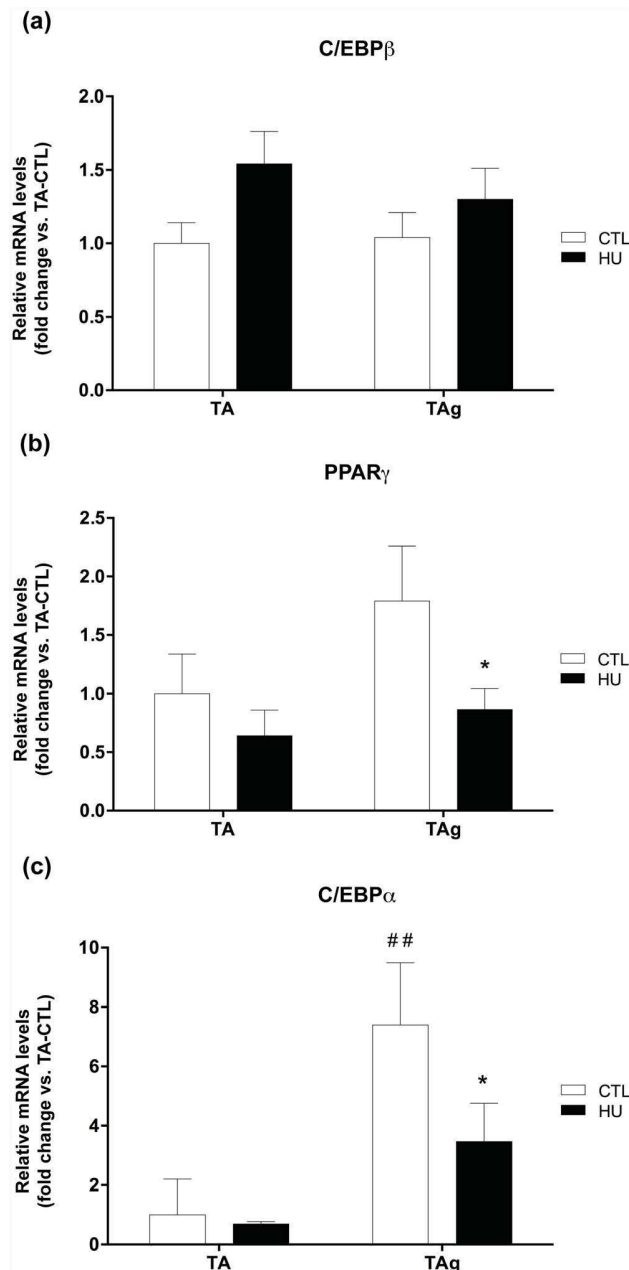 (a)
C/EBPβ
Relative mRNA levels
(fold change vs. TA-CTL)
2.0
1.5
1.0
0.5
0.0
TA
TAg
CTL
HU
(b)
PPARγ
Relative mRNA levels
(fold change vs. TA-CTL)
2.5
2.0
1.5
1.0
0.5
0.0
*
TA
TAg
CTL
HU
(c)
C/EBPα
Relative mRNA levels
(fold change vs. TA-CTL)
10
8
6
4
2
0
##
*
TA
TAg
CTL
HU